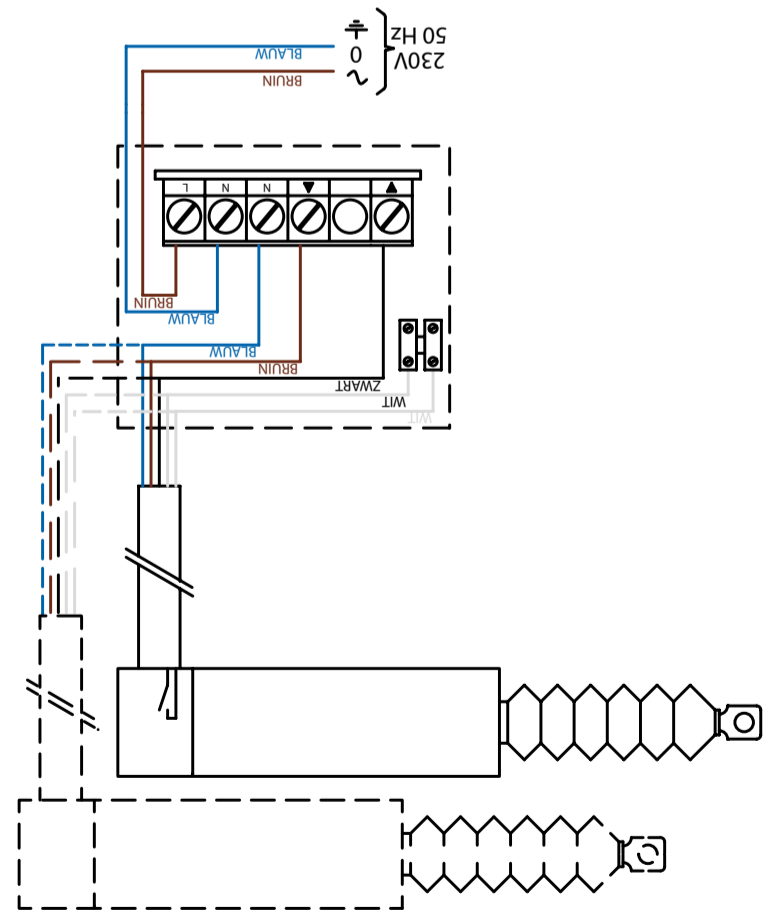 WIT
WIT
ZWART
BRUIN
BLAUW
BLAUW
BRUIN
▼ ▲ N N L
230V
50 Hz
~
0
BRUIN
BLAUW